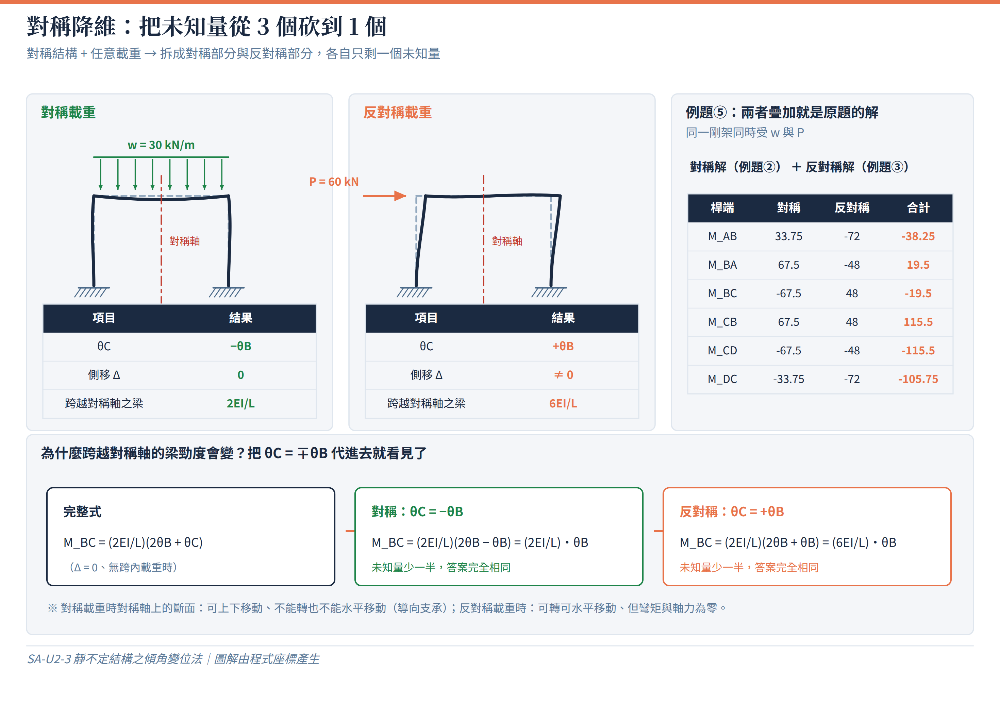 對稱降維：把未知量從 3 個砍到 1 個
對稱結構 + 任意載重 → 拆成對稱部分與反對稱部分，各自只剩一個未知量
對稱載重
w = 30 kN/m
對稱軸
項目 結果
θC −θB
側移 Δ 0
跨越對稱軸之梁 2EI/L
反對稱載重
P = 60 kN
對稱軸
項目 結果
θC +θB
側移 Δ ≠ 0
跨越對稱軸之梁 6EI/L
例題⑤：兩者疊加就是原題的解
同一剛架同時受 w 與 P
對稱解（例題②） ＋ 反對稱解（例題③）
桿端 對稱 反對稱 合計
M_AB 33.75 -72 -38.25
M_BA 67.5 -48 19.5
M_BC -67.5 48 -19.5
M_CB 67.5 48 115.5
M_CD -67.5 -48 -115.5
M_DC -33.75 -72 -105.75
為什麼跨越對稱軸的梁勁度會變？把 θC = ∓θB 代進去就看見了
完整式
M_BC = (2EI/L)(2θB + θC)
（Δ = 0、無跨內載重時）
對稱：θC = −θB
M_BC = (2EI/L)(2θB − θB) = (2EI/L)·θB
未知量少一半，答案完全相同
反對稱：θC = +θB
M_BC = (2EI/L)(2θB + θB) = (6EI/L)·θB
未知量少一半，答案完全相同
※ 對稱載重時對稱軸上的斷面：可上下移動、不能轉也不能水平移動（導向支承）；反對稱載重時：可轉可水平移動、但彎矩與軸力為零。
SA-U2-3 靜不定結構之傾角變位法｜圖解由程式座標產生